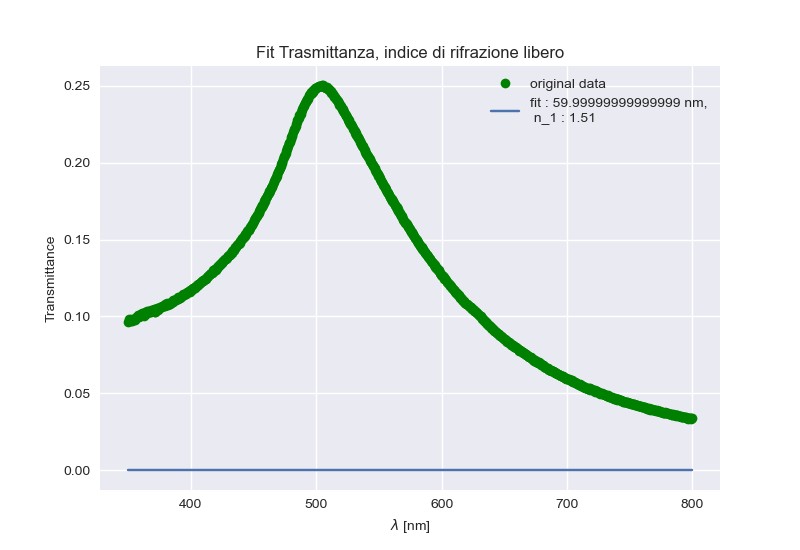 Fit Trasmittanza, indice di rifrazione libero
original data
fit : 59.99999999999999 nm,
n_1 : 1.51
Transmittance
0.25
0.20
0.15
0.10
0.05
0.00
400 500 600 700 800
λ [nm]